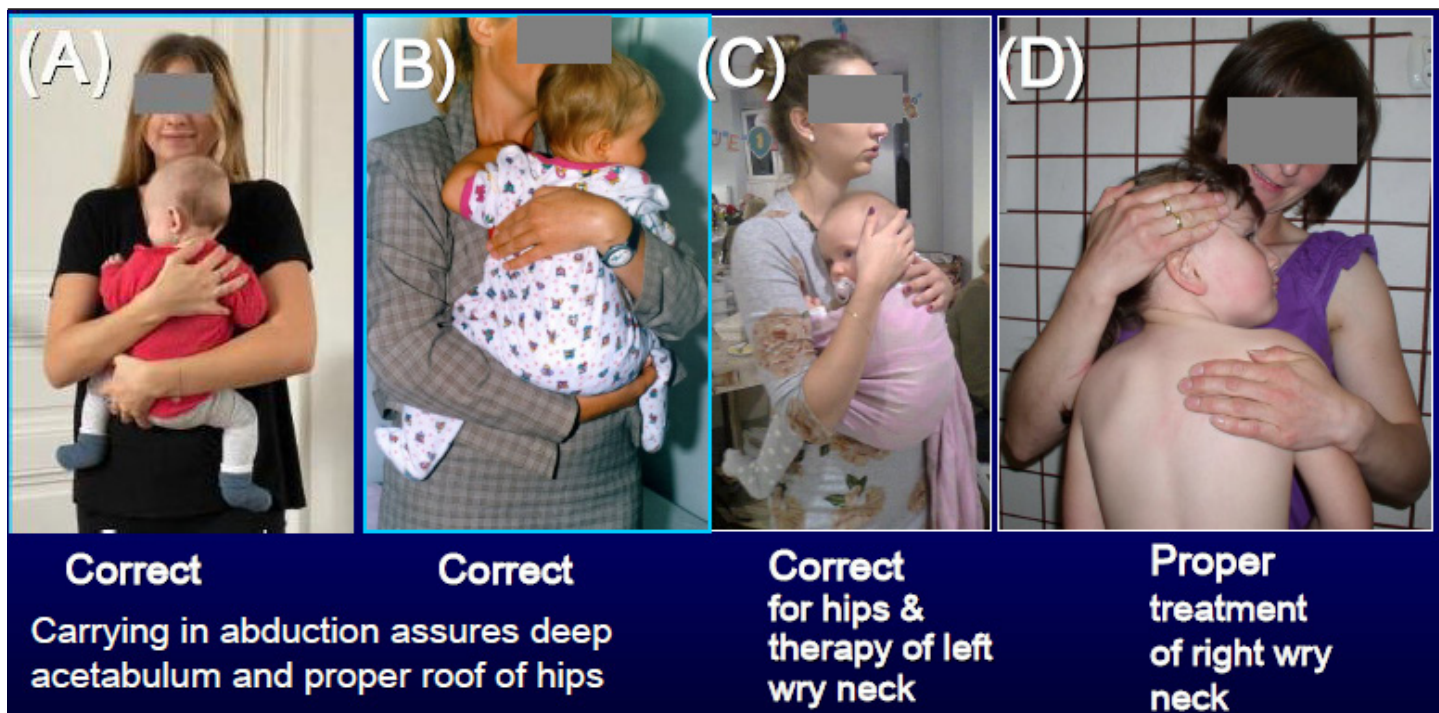 (A)
(B)
(C)
(D)
Correct
Correct
Carrying in abduction assures deep
acetabulum and proper roof of hips
Correct
for hips &
therapy of left
wry neck
Proper
treatment
of right wry
neck